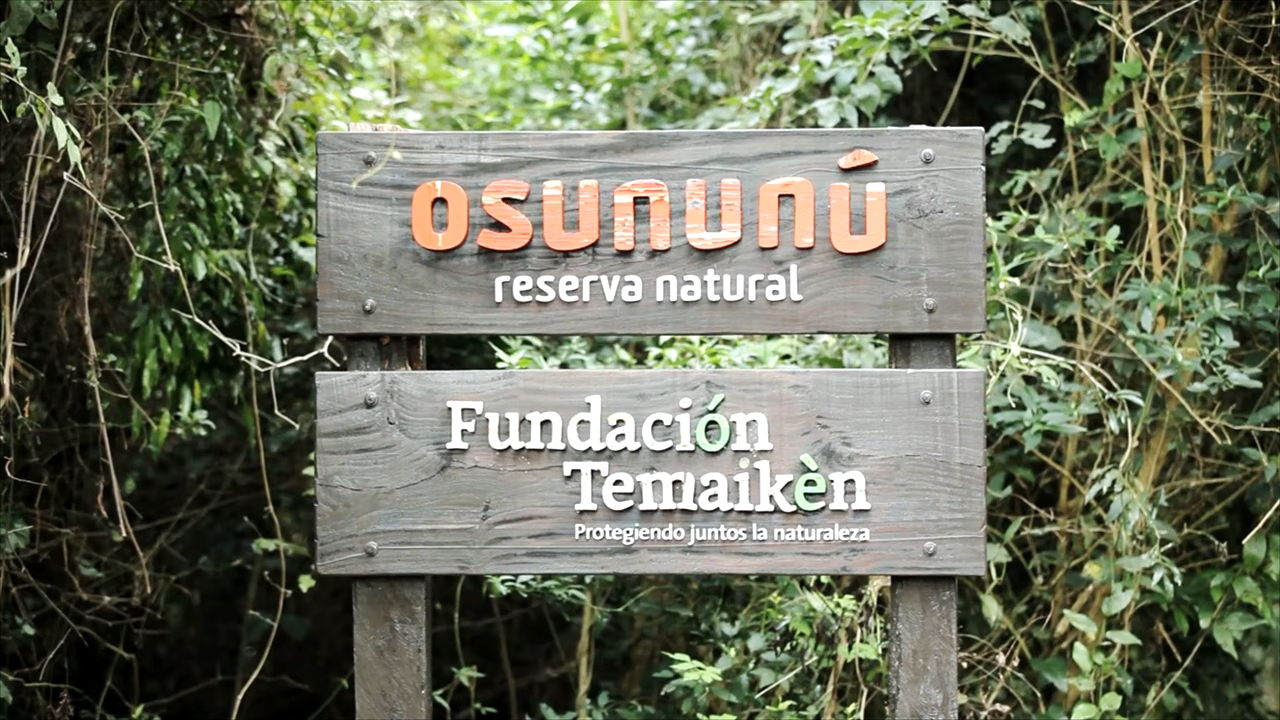 osununú
reserva natural
Fundación
Temaikèn
Protegiendo juntos la naturaleza